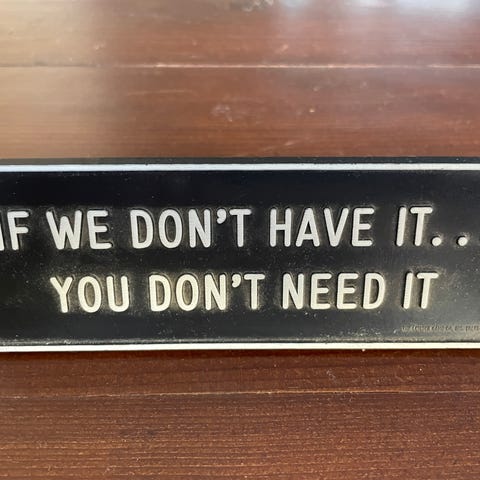 IF WE DON'T HAVE IT...
YOU DON'T NEED IT